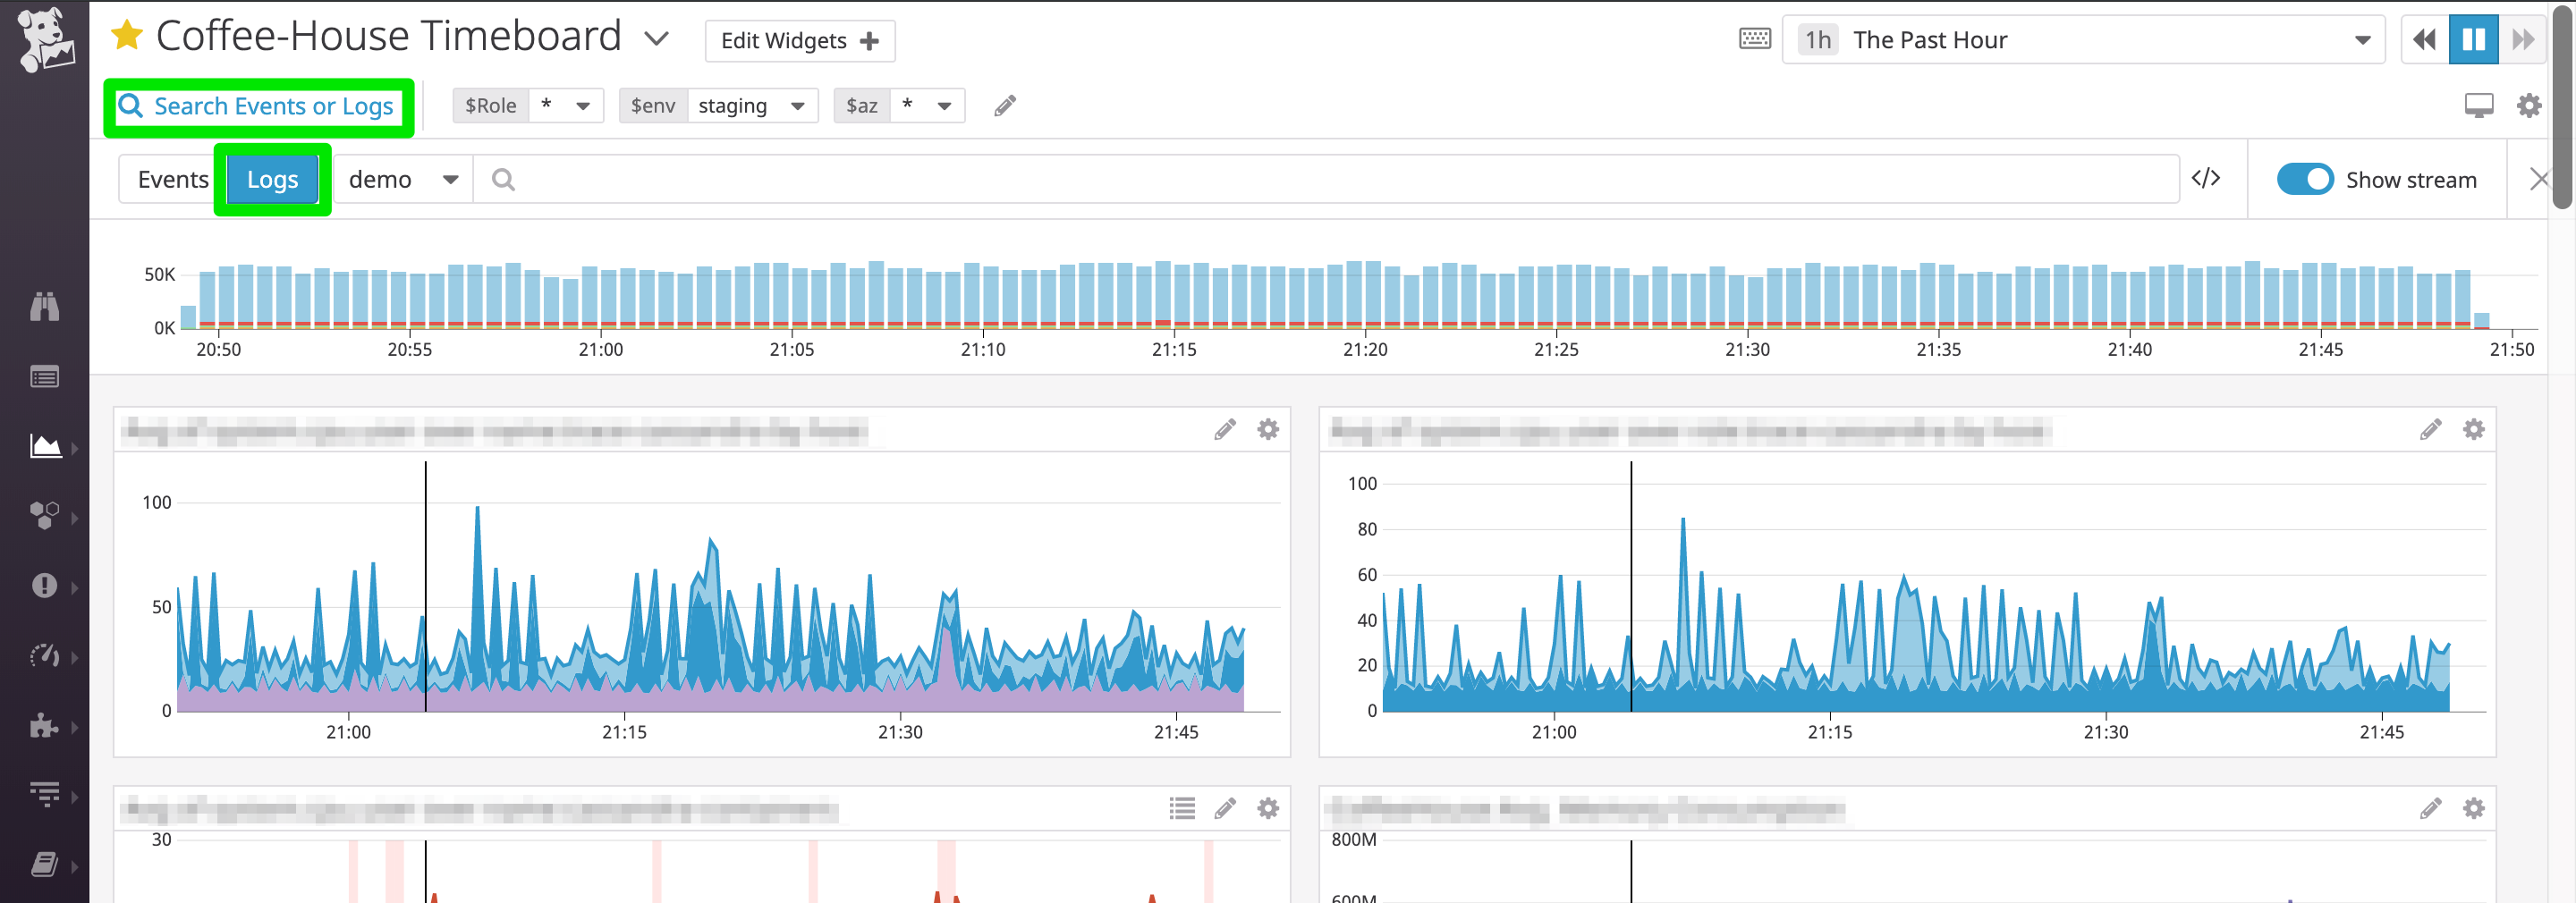 Coffee-House Timeboard
Edit Widgets +
1h The Past Hour
Search Events or Logs
$Role *
$env staging
$az *
Events
Logs
demo
</>
Show stream
50K
0K
20:50 20:55 21:00 21:05 21:10 21:15 21:20 21:25 21:30 21:35 21:40 21:45 21:50
100
50
0
21:00 21:15 21:30 21:45
100
80
60
40
20
0
21:00 21:15 21:30 21:45
30
800M
600M